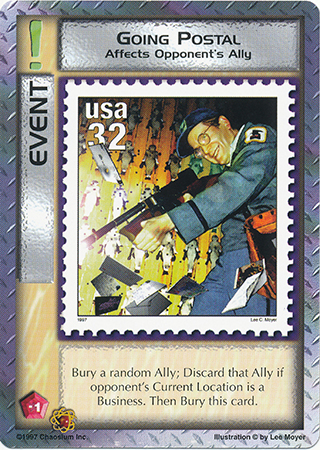 GOING POSTAL
Affects Opponent's Ally
EVENT!
usa
32
1997
Lee C. Moyer
Bury a random Ally; Discard that Ally if
opponent's Current Location is a
Business. Then Bury this card.
-1
©1997 Chaosium Inc.
Illustration © by Lee Moyer